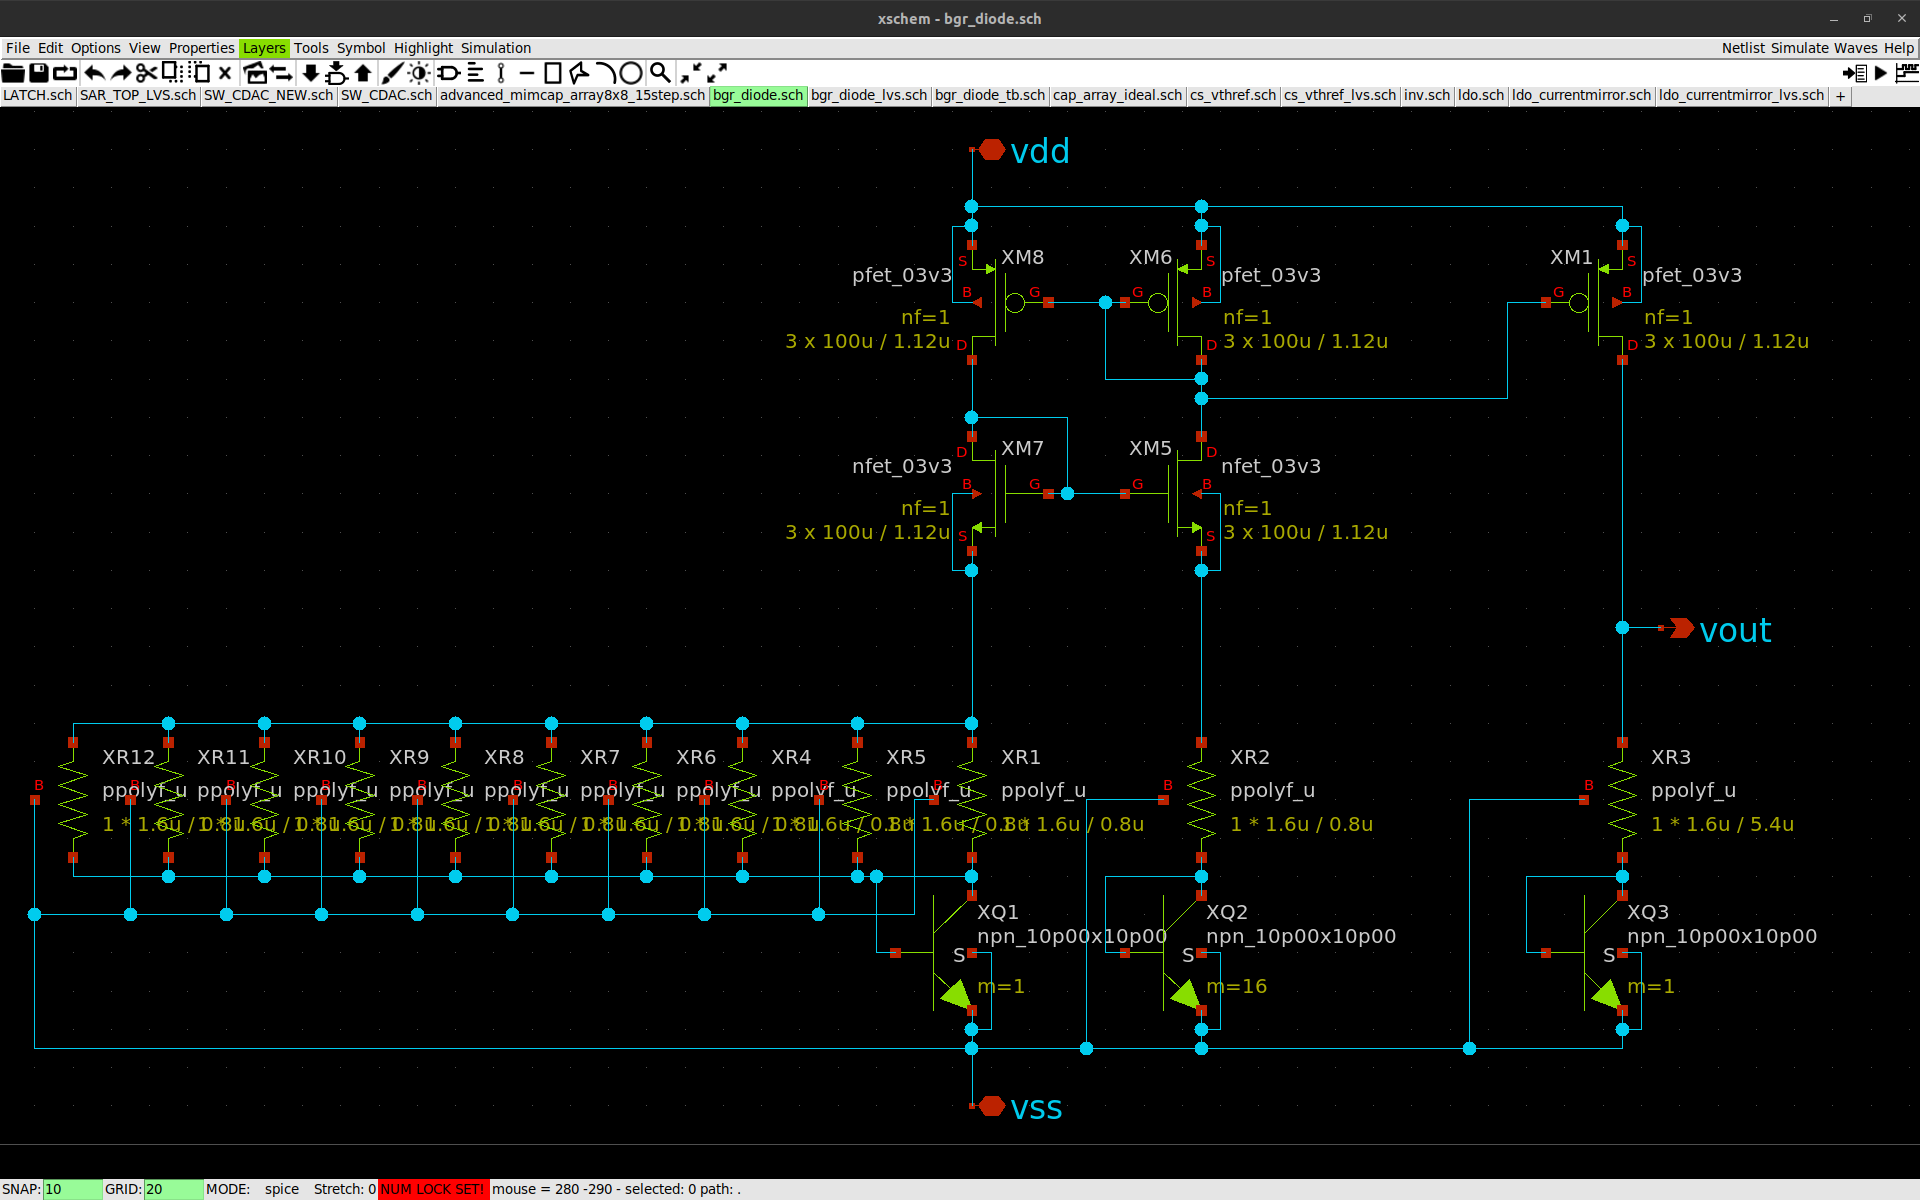 xschem - bgr_diode.sch
File Edit Options View Properties Layers Tools Symbol Highlight Simulation Netlist Simulate Waves Help
LATCH.sch SAR_TOP_LVS.sch SW_CDAC_NEW.sch SW_CDAC.sch advanced_mimcap_array8x8_15step.sch bgr_diode.sch bgr_diode_lvs.sch bgr_diode_tb.sch cap_array_ideal.sch cs_vthref.sch cs_vthref_lvs.sch inv.sch ldo.sch ldo_currentmirror.sch ldo_currentmirror_lvs.sch +
vdd
XM8 XM6 XM1
S S S
pfet_03v3 pfet_03v3 pfet_03v3
B G G B G B
nf=1 nf=1 nf=1
3 x 100u / 1.12u D D 3 x 100u / 1.12u D 3 x 100u / 1.12u
XM7 XM5
D D
nfet_03v3 nfet_03v3
B G G B
nf=1 nf=1
3 x 100u / 1.12u S S 3 x 100u / 1.12u
vout
XR12 XR11 XR10 XR9 XR8 XR7 XR6 XR4 XR5 XR1 XR2 XR3
B B B B B B B B B B B B
ppolyf_u ppolyf_u ppolyf_u ppolyf_u ppolyf_u ppolyf_u ppolyf_u ppolyf_u ppolyf_u ppolyf_u ppolyf_u ppolyf_u
1 * 1.6u / 0.8u 1 * 1.6u / 0.8u 1 * 1.6u / 5.4u
XQ1 XQ2 XQ3
npn_10p00x10p00 npn_10p00x10p00 npn_10p00x10p00
S S S
m=1 m=16 m=1
vss
SNAP: 10 GRID: 20 MODE: spice Stretch: 0 NUM LOCK SET! mouse = 280 -290 - selected: 0 path: .